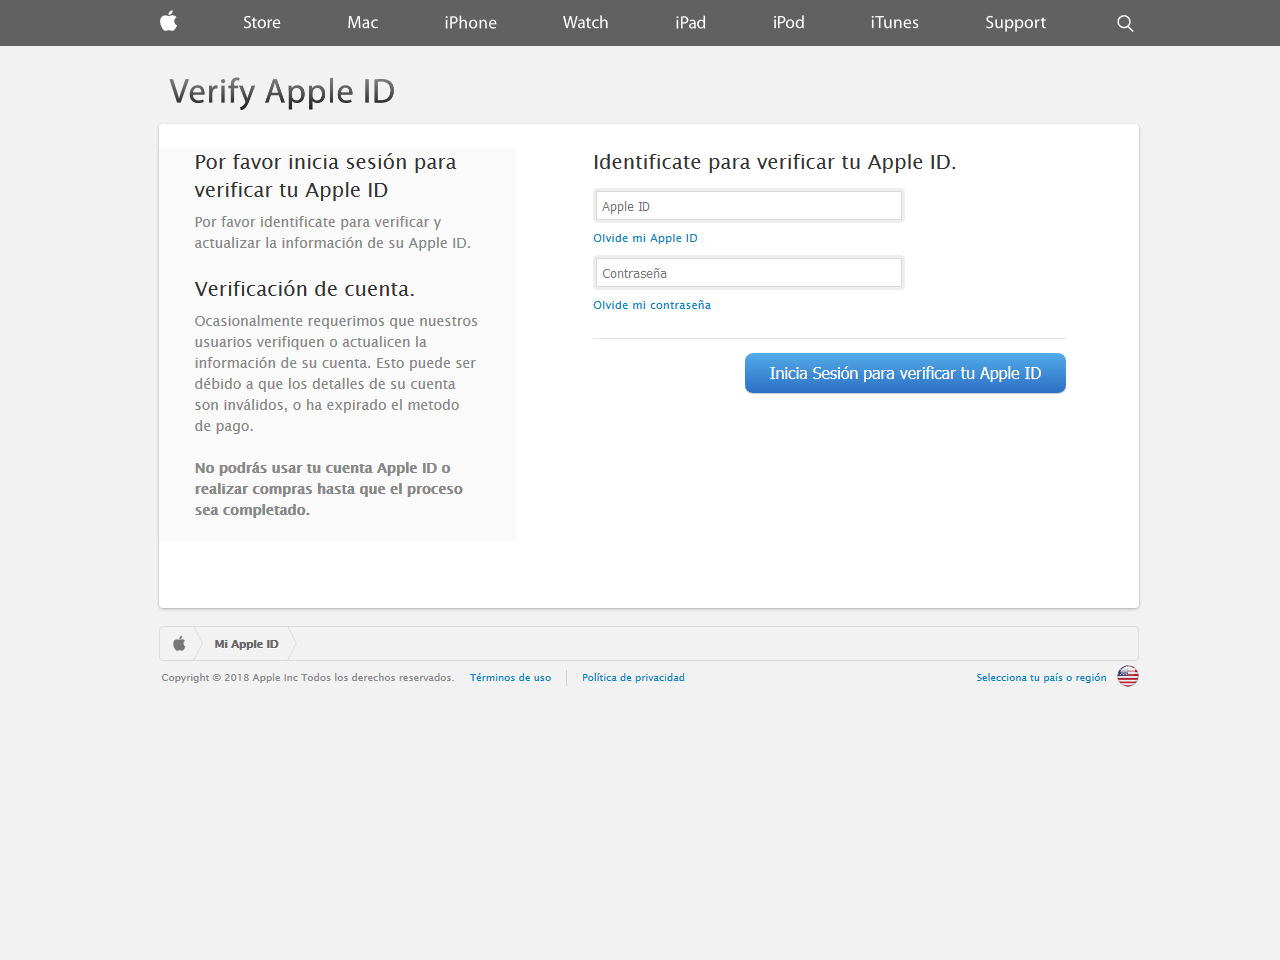 Store Mac iPhone Watch iPad iPod iTunes Support
Verify Apple ID
Por favor inicia sesión para
verificar tu Apple ID
Por favor identificate para verificar y
actualizar la información de su Apple ID.
Verificación de cuenta.
Ocasionalmente requerimos que nuestros
usuarios verifiquen o actualicen la
información de su cuenta. Esto puede ser
débido a que los detalles de su cuenta
son inválidos, o ha expirado el metodo
de pago.
No podrás usar tu cuenta Apple ID o
realizar compras hasta que el proceso
sea completado.
Identificate para verificar tu Apple ID.
Apple ID
Olvide mi Apple ID
Contraseña
Olvide mi contraseña
Inicia Sesión para verificar tu Apple ID
Mi Apple ID
Copyright © 2018 Apple Inc Todos los derechos reservados. Términos de uso Política de privacidad Selecciona tu país o región